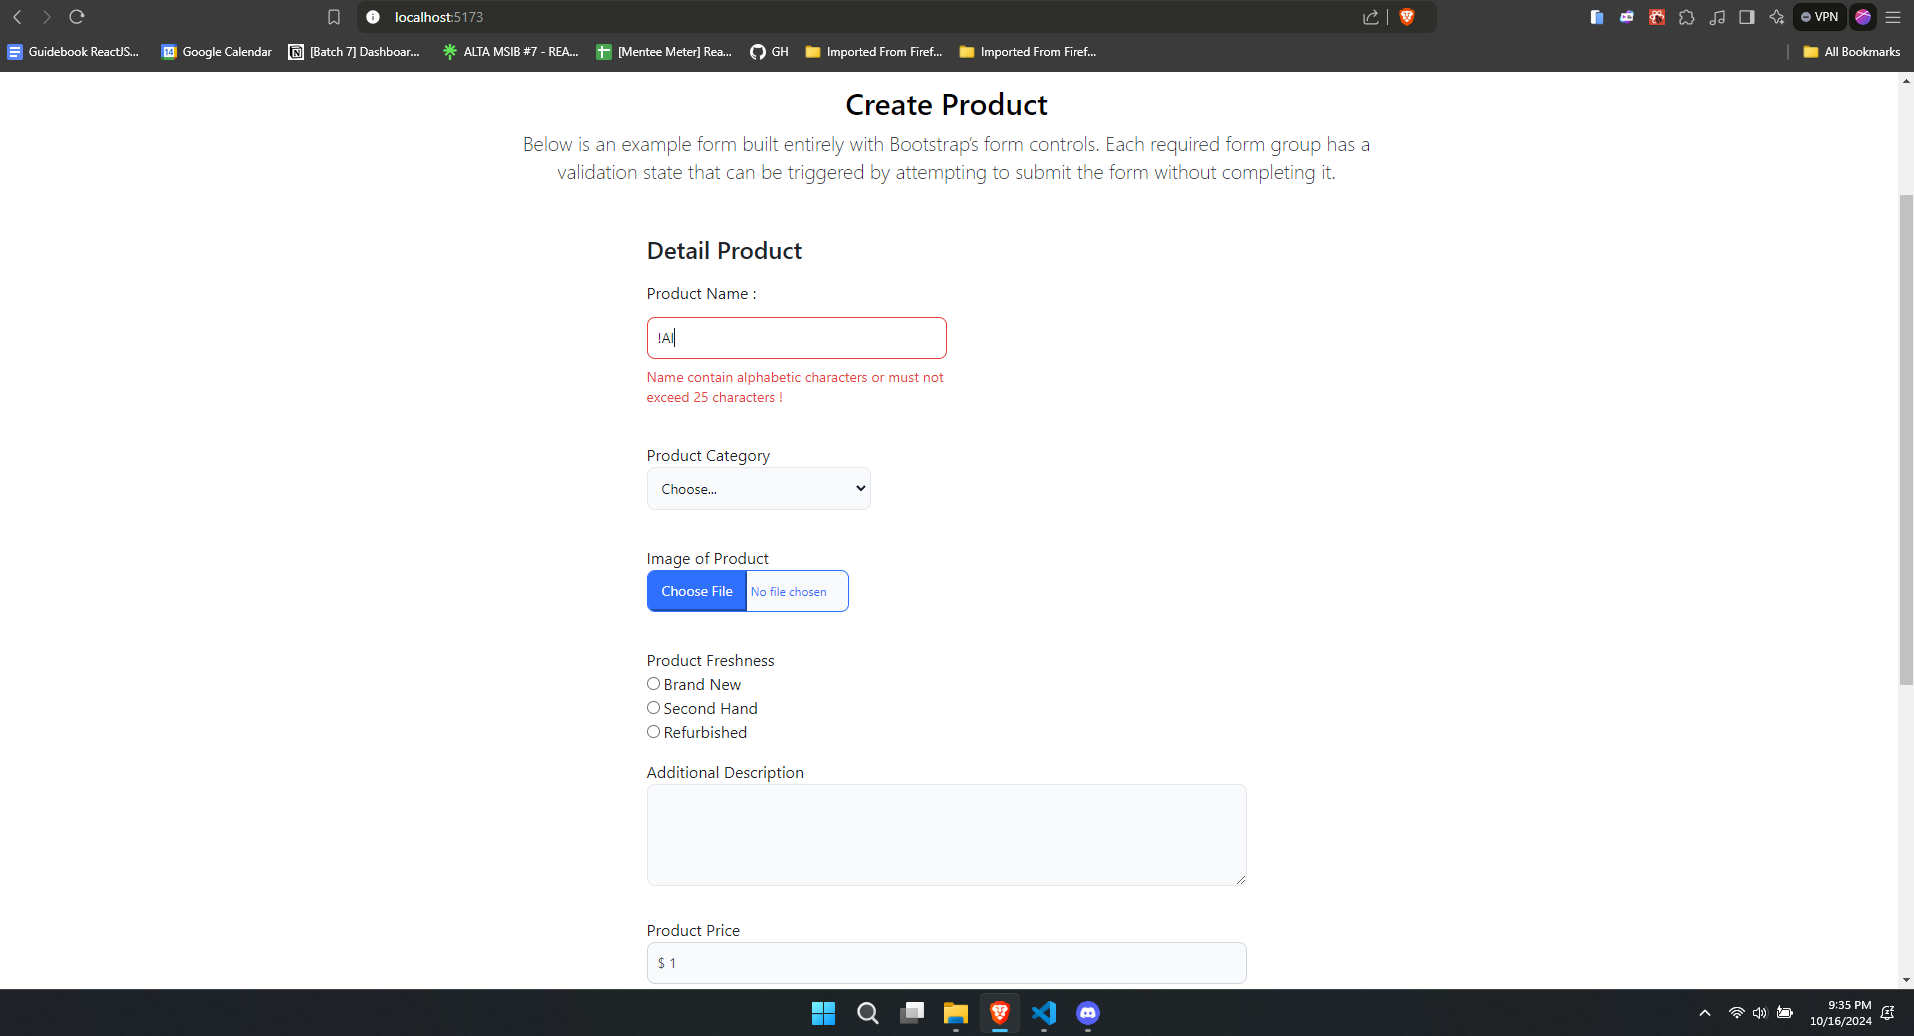 localhost:5173
VPN
Guidebook ReactJS...
14 Google Calendar
[Batch 7] Dashboar...
ALTA MSIB #7 - REA...
[Mentee Meter] Rea...
GH
Imported From Firef...
Imported From Firef...
All Bookmarks
Create Product
Below is an example form built entirely with Bootstrap’s form controls. Each required form group has a
validation state that can be triggered by attempting to submit the form without completing it.
Detail Product
Product Name :
!Al
Name contain alphabetic characters or must not
exceed 25 characters !
Product Category
Choose...
Image of Product
Choose File No file chosen
Product Freshness
Brand New
Second Hand
Refurbished
Additional Description
Product Price
$ 1
9:35 PM
10/16/2024